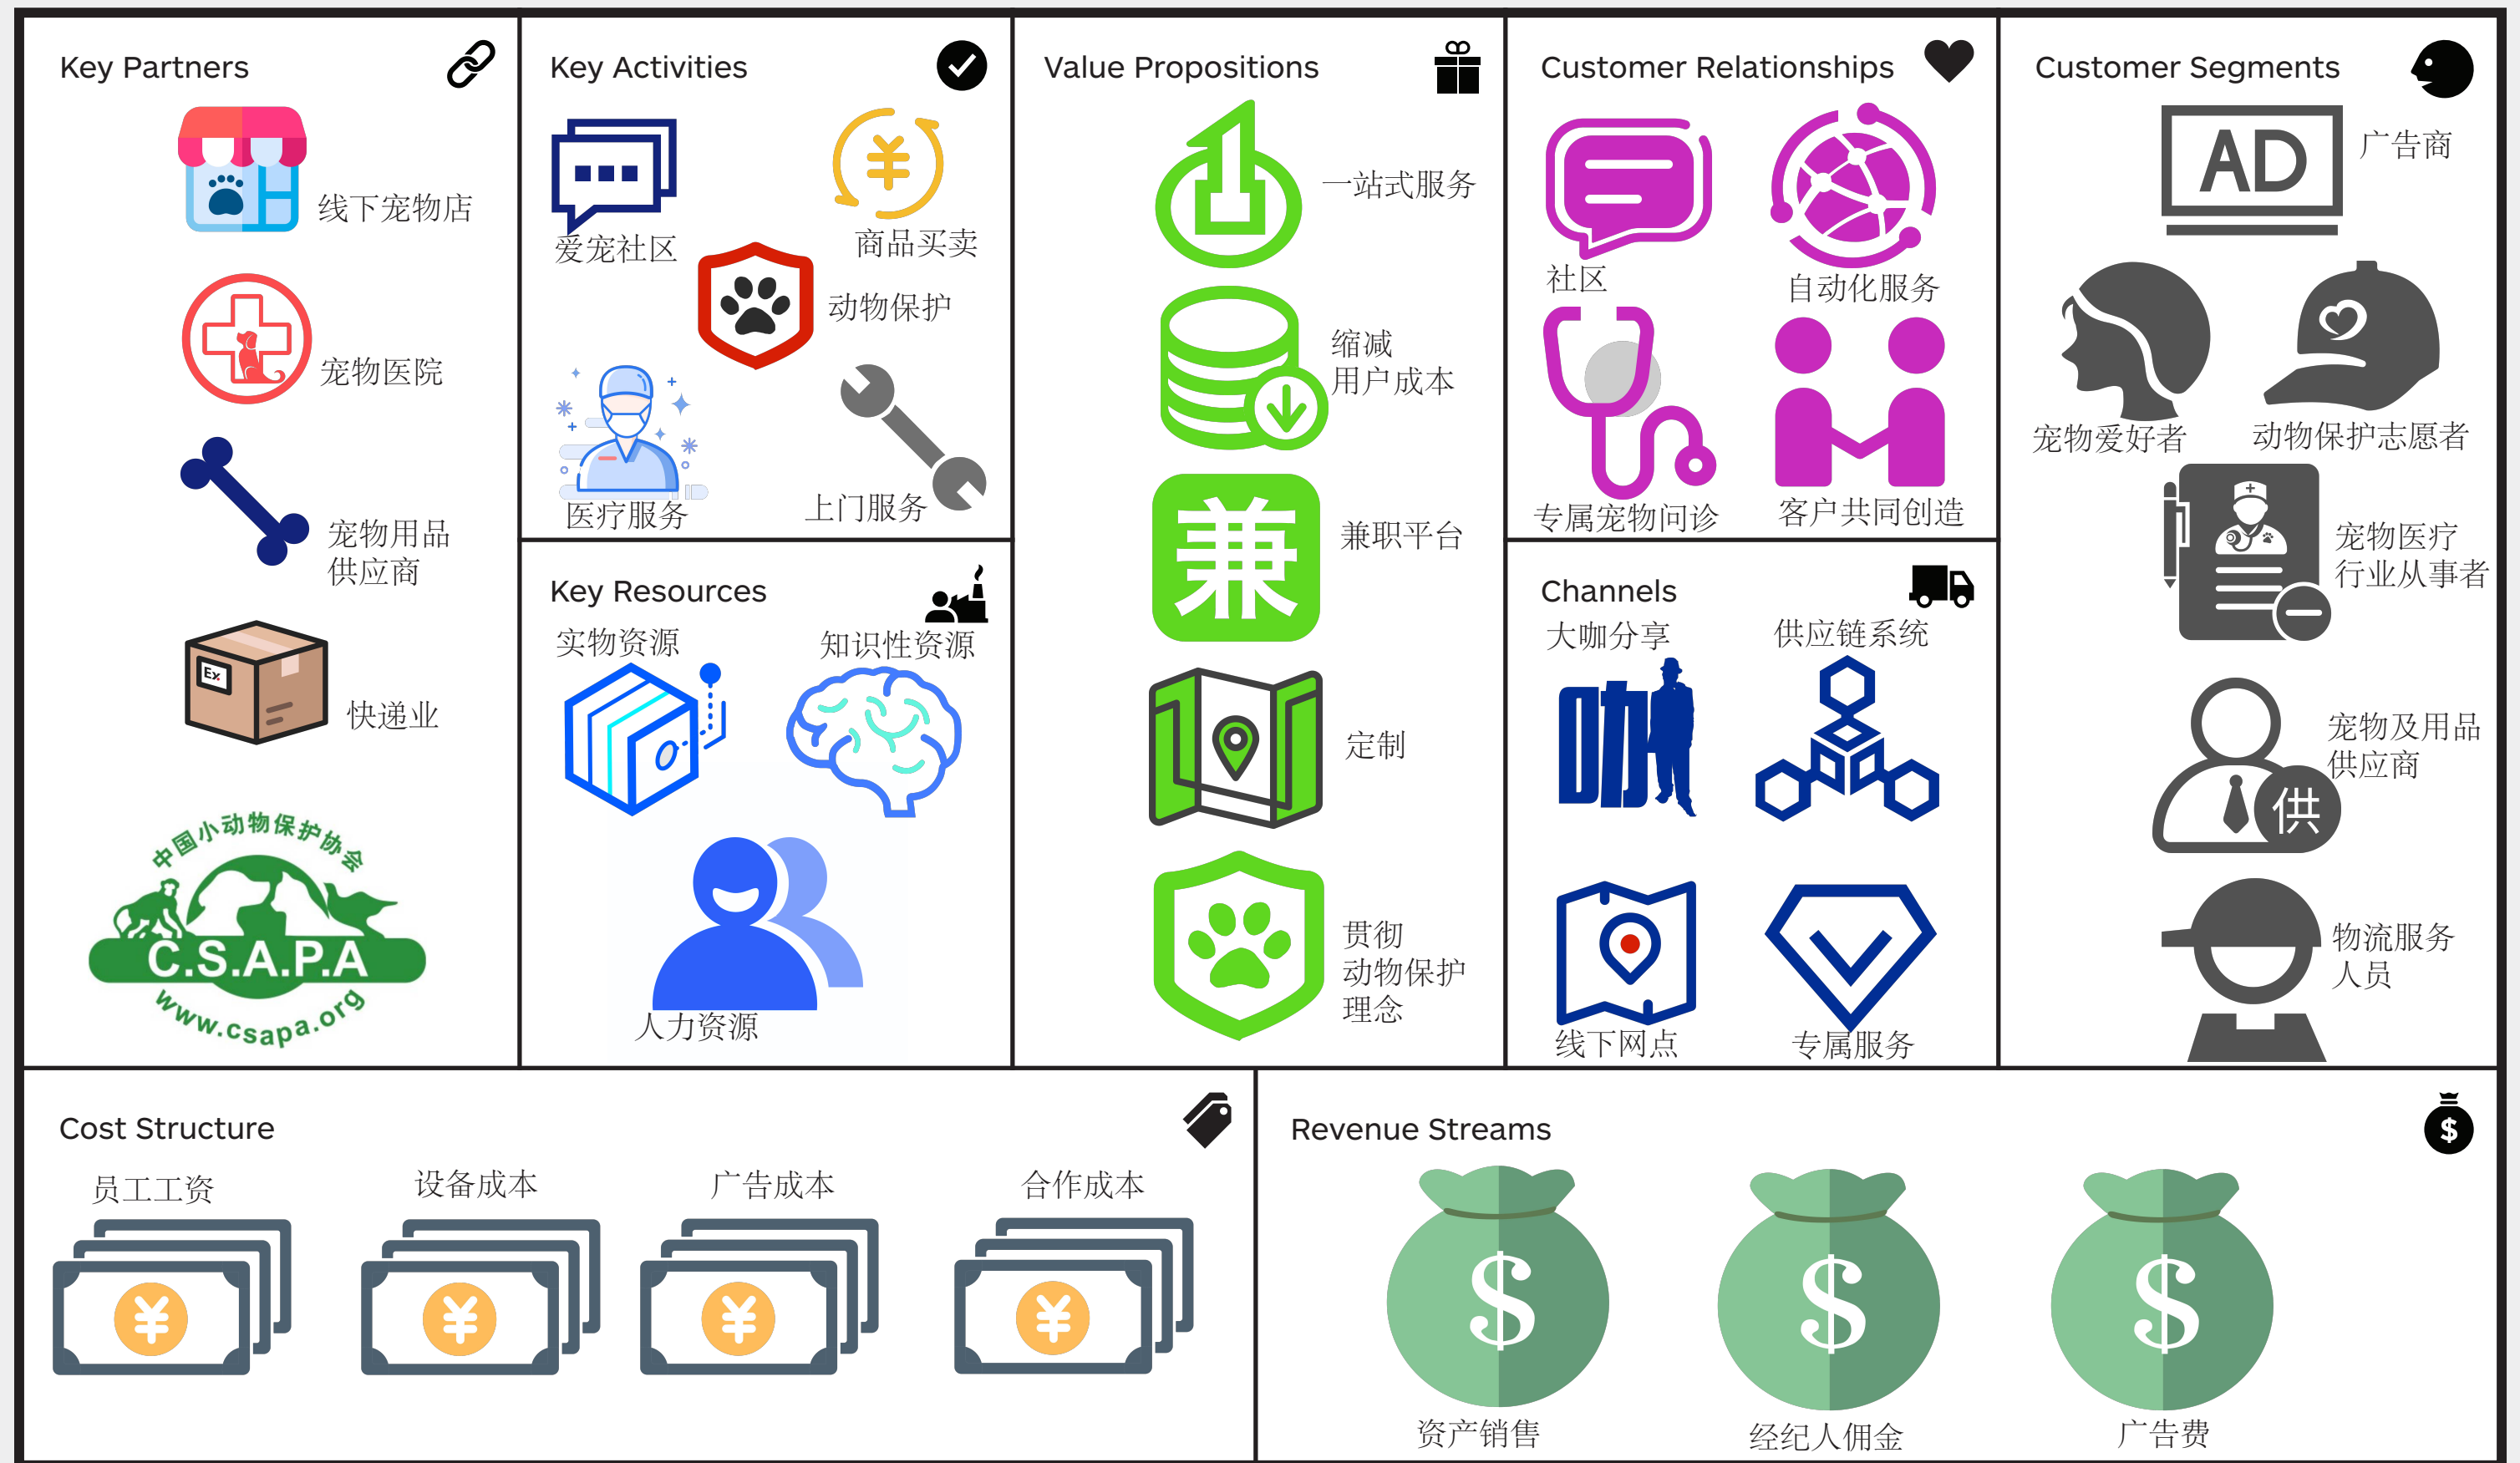 Key Partners
线下宠物店
宠物医院
宠物用品
供应商
Ex.
快递业
中国小动物保护协会
C.S.A.P.A
www.csapa.org
Key Activities
爱宠社区
¥
商品买卖
动物保护
医疗服务
上门服务
Key Resources
实物资源
知识性资源
人力资源
Value Propositions
1
一站式服务
缩减
用户成本
兼
兼职平台
定制
贯彻
动物保护
理念
Customer Relationships
社区
自动化服务
专属宠物问诊
客户共同创造
Channels
大咖分享
供应链系统
咖
线下网点
专属服务
Customer Segments
AD
广告商
宠物爱好者
动物保护志愿者
宠物医疗
行业从事者
宠物及用品
供应商
供
物流服务
人员
Cost Structure
员工工资
设备成本
广告成本
合作成本
¥
¥
¥
¥
Revenue Streams
$
$
$
$
资产销售
经纪人佣金
广告费